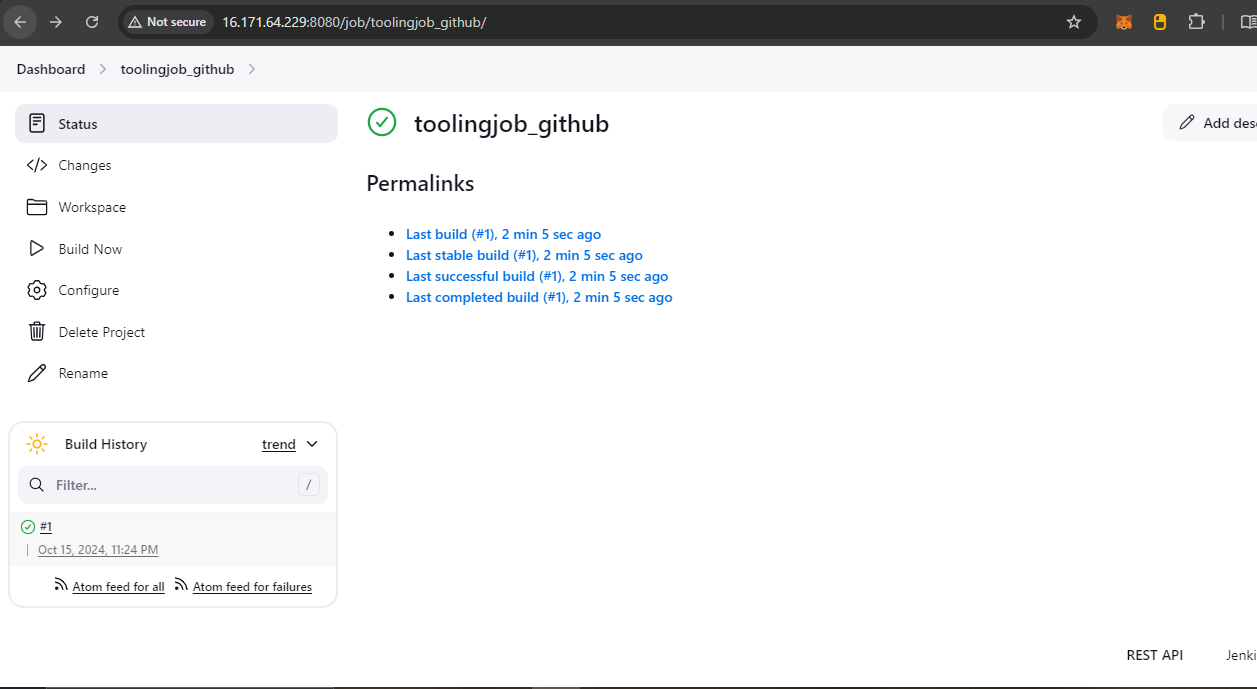 Not secure 16.171.64.229:8080/job/toolingjob_github/
Dashboard toolingjob_github
Status
toolingjob_github
Add des
Changes
Workspace
Build Now
Configure
Delete Project
Rename
Permalinks
Last build (#1), 2 min 5 sec ago
Last stable build (#1), 2 min 5 sec ago
Last successful build (#1), 2 min 5 sec ago
Last completed build (#1), 2 min 5 sec ago
Build History trend
Filter... /
#1
Oct 15, 2024, 11:24 PM
Atom feed for all Atom feed for failures
REST API Jenki